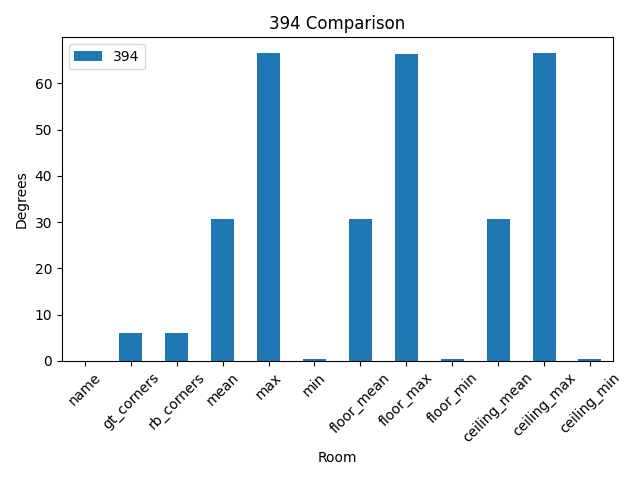 394 Comparison
394
Degrees
60
50
40
30
20
10
0
name
gt_corners
rb_corners
mean
max
min
floor_mean
floor_max
floor_min
ceiling_mean
ceiling_max
ceiling_min
Room